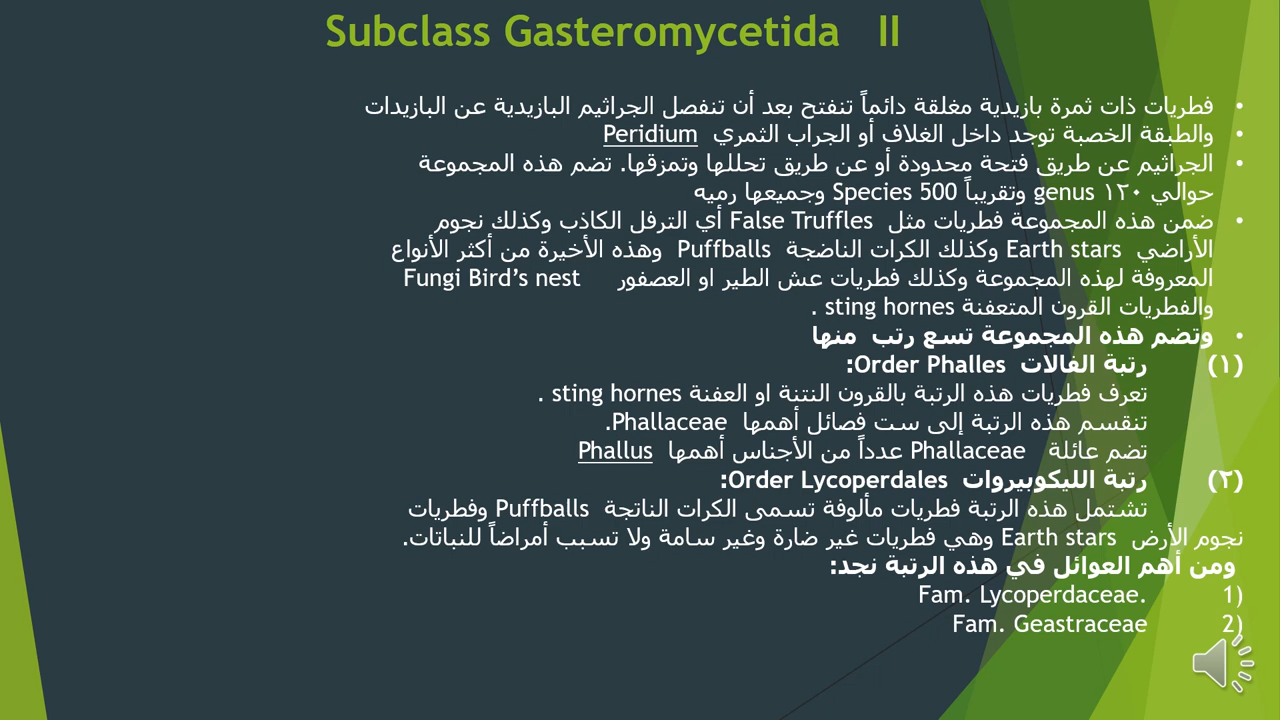 Subclass Gasteromycetida II
• فطريات ذات ثمرة بازيدية مغلقة دائماً تنفتح بعد أن تنفصل الجراثيم البازيدية عن البازيدات
• والطبقة الخصبة توجد داخل الغلاف أو الجراب الثمري Peridium
• الجراثيم عن طريق فتحة محدودة أو عن طريق تحللها وتمزقها. تضم هذه المجموعة
حوالي ١٢٠ genus وتقريباً 500 Species وجميعها رميه
• ضمن هذه المجموعة فطريات مثل False Truffles أي الترفل الكاذب وكذلك نجوم
الأراضي Earth stars وكذلك الكرات الناضجة Puffballs وهذه الأخيرة من أكثر الأنواع
المعروفة لهذه المجموعة وكذلك فطريات عش الطير او العصفور Fungi Bird’s nest
والفطريات القرون المتعفنة sting hornes .
• وتضم هذه المجموعة تسع رتب منها
(١) رتبة الفالات Order Phalles:
تعرف فطريات هذه الرتبة بالقرون النتنة او العفنة sting hornes .
تنقسم هذه الرتبة إلى ست فصائل أهمها Phallaceae.
تضم عائلة Phallaceae عدداً من الأجناس أهمها Phallus
(٢) رتبة الليكوبيروات Order Lycoperdales:
تشتمل هذه الرتبة فطريات مألوفة تسمى الكرات الناتجة Puffballs وفطريات
نجوم الأرض Earth stars وهي فطريات غير ضارة وغير سامة ولا تسبب أمراضاً للنباتات.
ومن أهم العوائل في هذه الرتبة نجد:
1) Fam. Lycoperdaceae.
2) Fam. Geastraceae